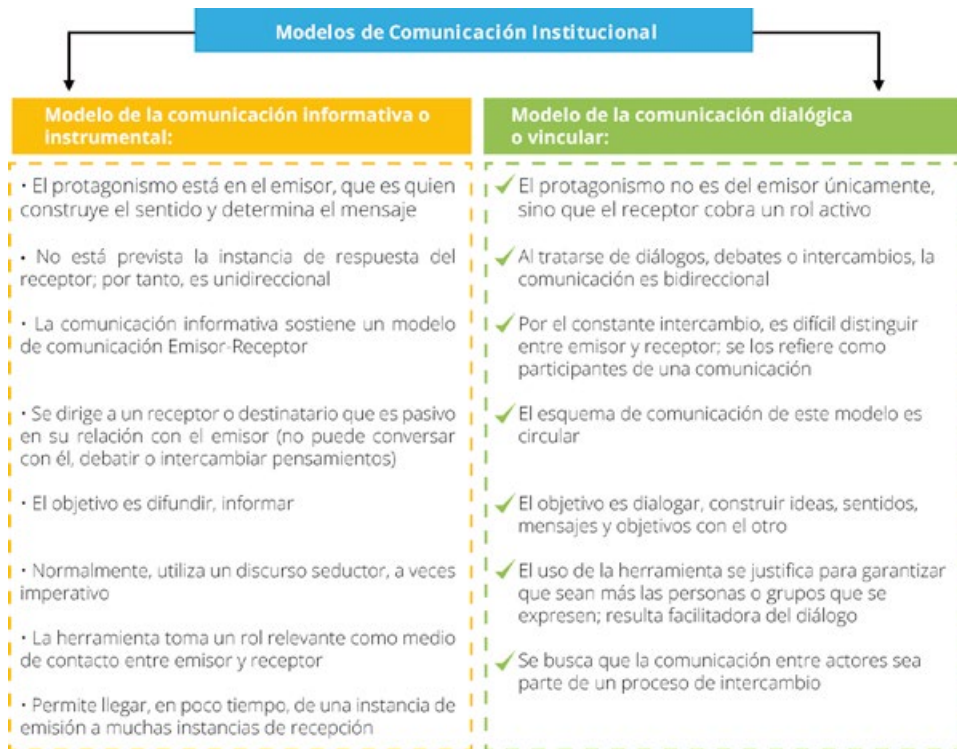 Modelos de Comunicación Institucional
Modelo de la comunicación informativa o
instrumental:
• El protagonismo está en el emisor, que es quien
construye el sentido y determina el mensaje
• No está prevista la instancia de respuesta del
receptor; por tanto, es unidireccional
• La comunicación informativa sostiene un modelo
de comunicación Emisor-Receptor
• Se dirige a un receptor o destinatario que es pasivo
en su relación con el emisor (no puede conversar
con él, debatir o intercambiar pensamientos)
• El objetivo es difundir, informar
• Normalmente, utiliza un discurso seductor, a veces
imperativo
• La herramienta toma un rol relevante como medio
de contacto entre emisor y receptor
• Permite llegar, en poco tiempo, de una instancia de
emisión a muchas instancias de recepción
Modelo de la comunicación dialógica
o vincular:
✓ El protagonismo no es del emisor únicamente,
sino que el receptor cobra un rol activo
✓ Al tratarse de diálogos, debates o intercambios, la
comunicación es bidireccional
✓ Por el constante intercambio, es difícil distinguir
entre emisor y receptor; se los refiere como
participantes de una comunicación
✓ El esquema de comunicación de este modelo es
circular
✓ El objetivo es dialogar, construir ideas, sentidos,
mensajes y objetivos con el otro
✓ El uso de la herramienta se justifica para garantizar
que sean más las personas o grupos que se
expresen; resulta facilitadora del diálogo
✓ Se busca que la comunicación entre actores sea
parte de un proceso de intercambio